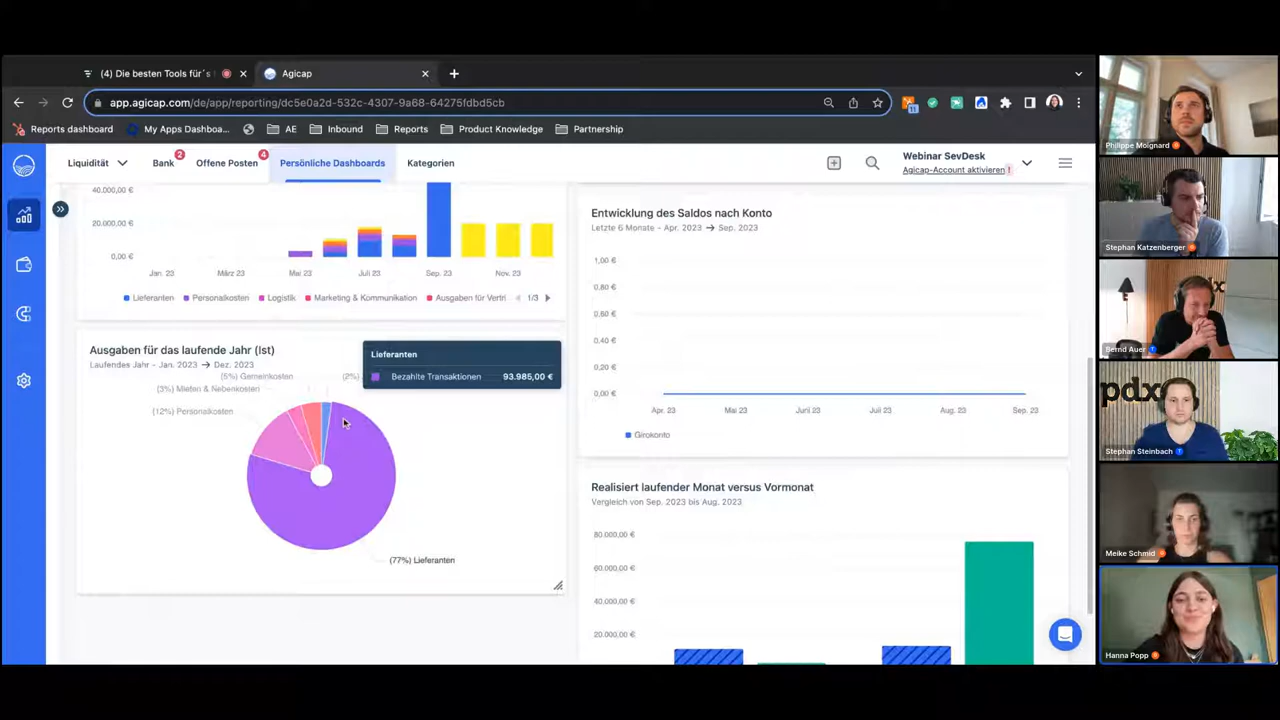 (4) Die besten Tools für´s
Agicap
app.agicap.com/de/app/reporting/dc5e0a2d-532c-4307-9a68-64275fdbd5cb
11
Reports dashboard
My Apps Dashboa...
AE
Inbound
Reports
Product Knowledge
Partnership
Liquidität
Bank
2
Offene Posten
4
Persönliche Dashboards
Kategorien
Webinar SevDesk
Agicap-Account aktivieren
!
40.000,00 €
20.000,00 €
0,00 €
Jan. 23
März 23
Mai 23
Juli 23
Sep. 23
Nov. 23
Lieferanten
Personalkosten
Logistik
Marketing & Kommunikation
Ausgaben für Vertri
1/3
Ausgaben für das laufende Jahr (Ist)
Laufendes Jahr - Jan. 2023 → Dez. 2023
Lieferanten
Bezahlte Transaktionen 93.985,00 €
(5%) Gemeinkosten
(2%)
(3%) Mieten & Nebenkosten
(12%) Personalkosten
(77%) Lieferanten
Entwicklung des Saldos nach Konto
Letzte 6 Monate - Apr. 2023 → Sep. 2023
1,00 €
0,80 €
0,60 €
0,40 €
0,20 €
0,00 €
Apr. 23
Mai 23
Juni 23
Juli 23
Aug. 23
Sep. 23
Girokonto
Realisiert laufender Monat versus Vormonat
Vergleich von Sep. 2023 bis Aug. 2023
80.000,00 €
60.000,00 €
40.000,00 €
20.000,00 €
Philippe Moignard
Stephan Katzenberger
Bernd Auer
pdx
Stephan Steinbach
Meike Schmid
Hanna Popp